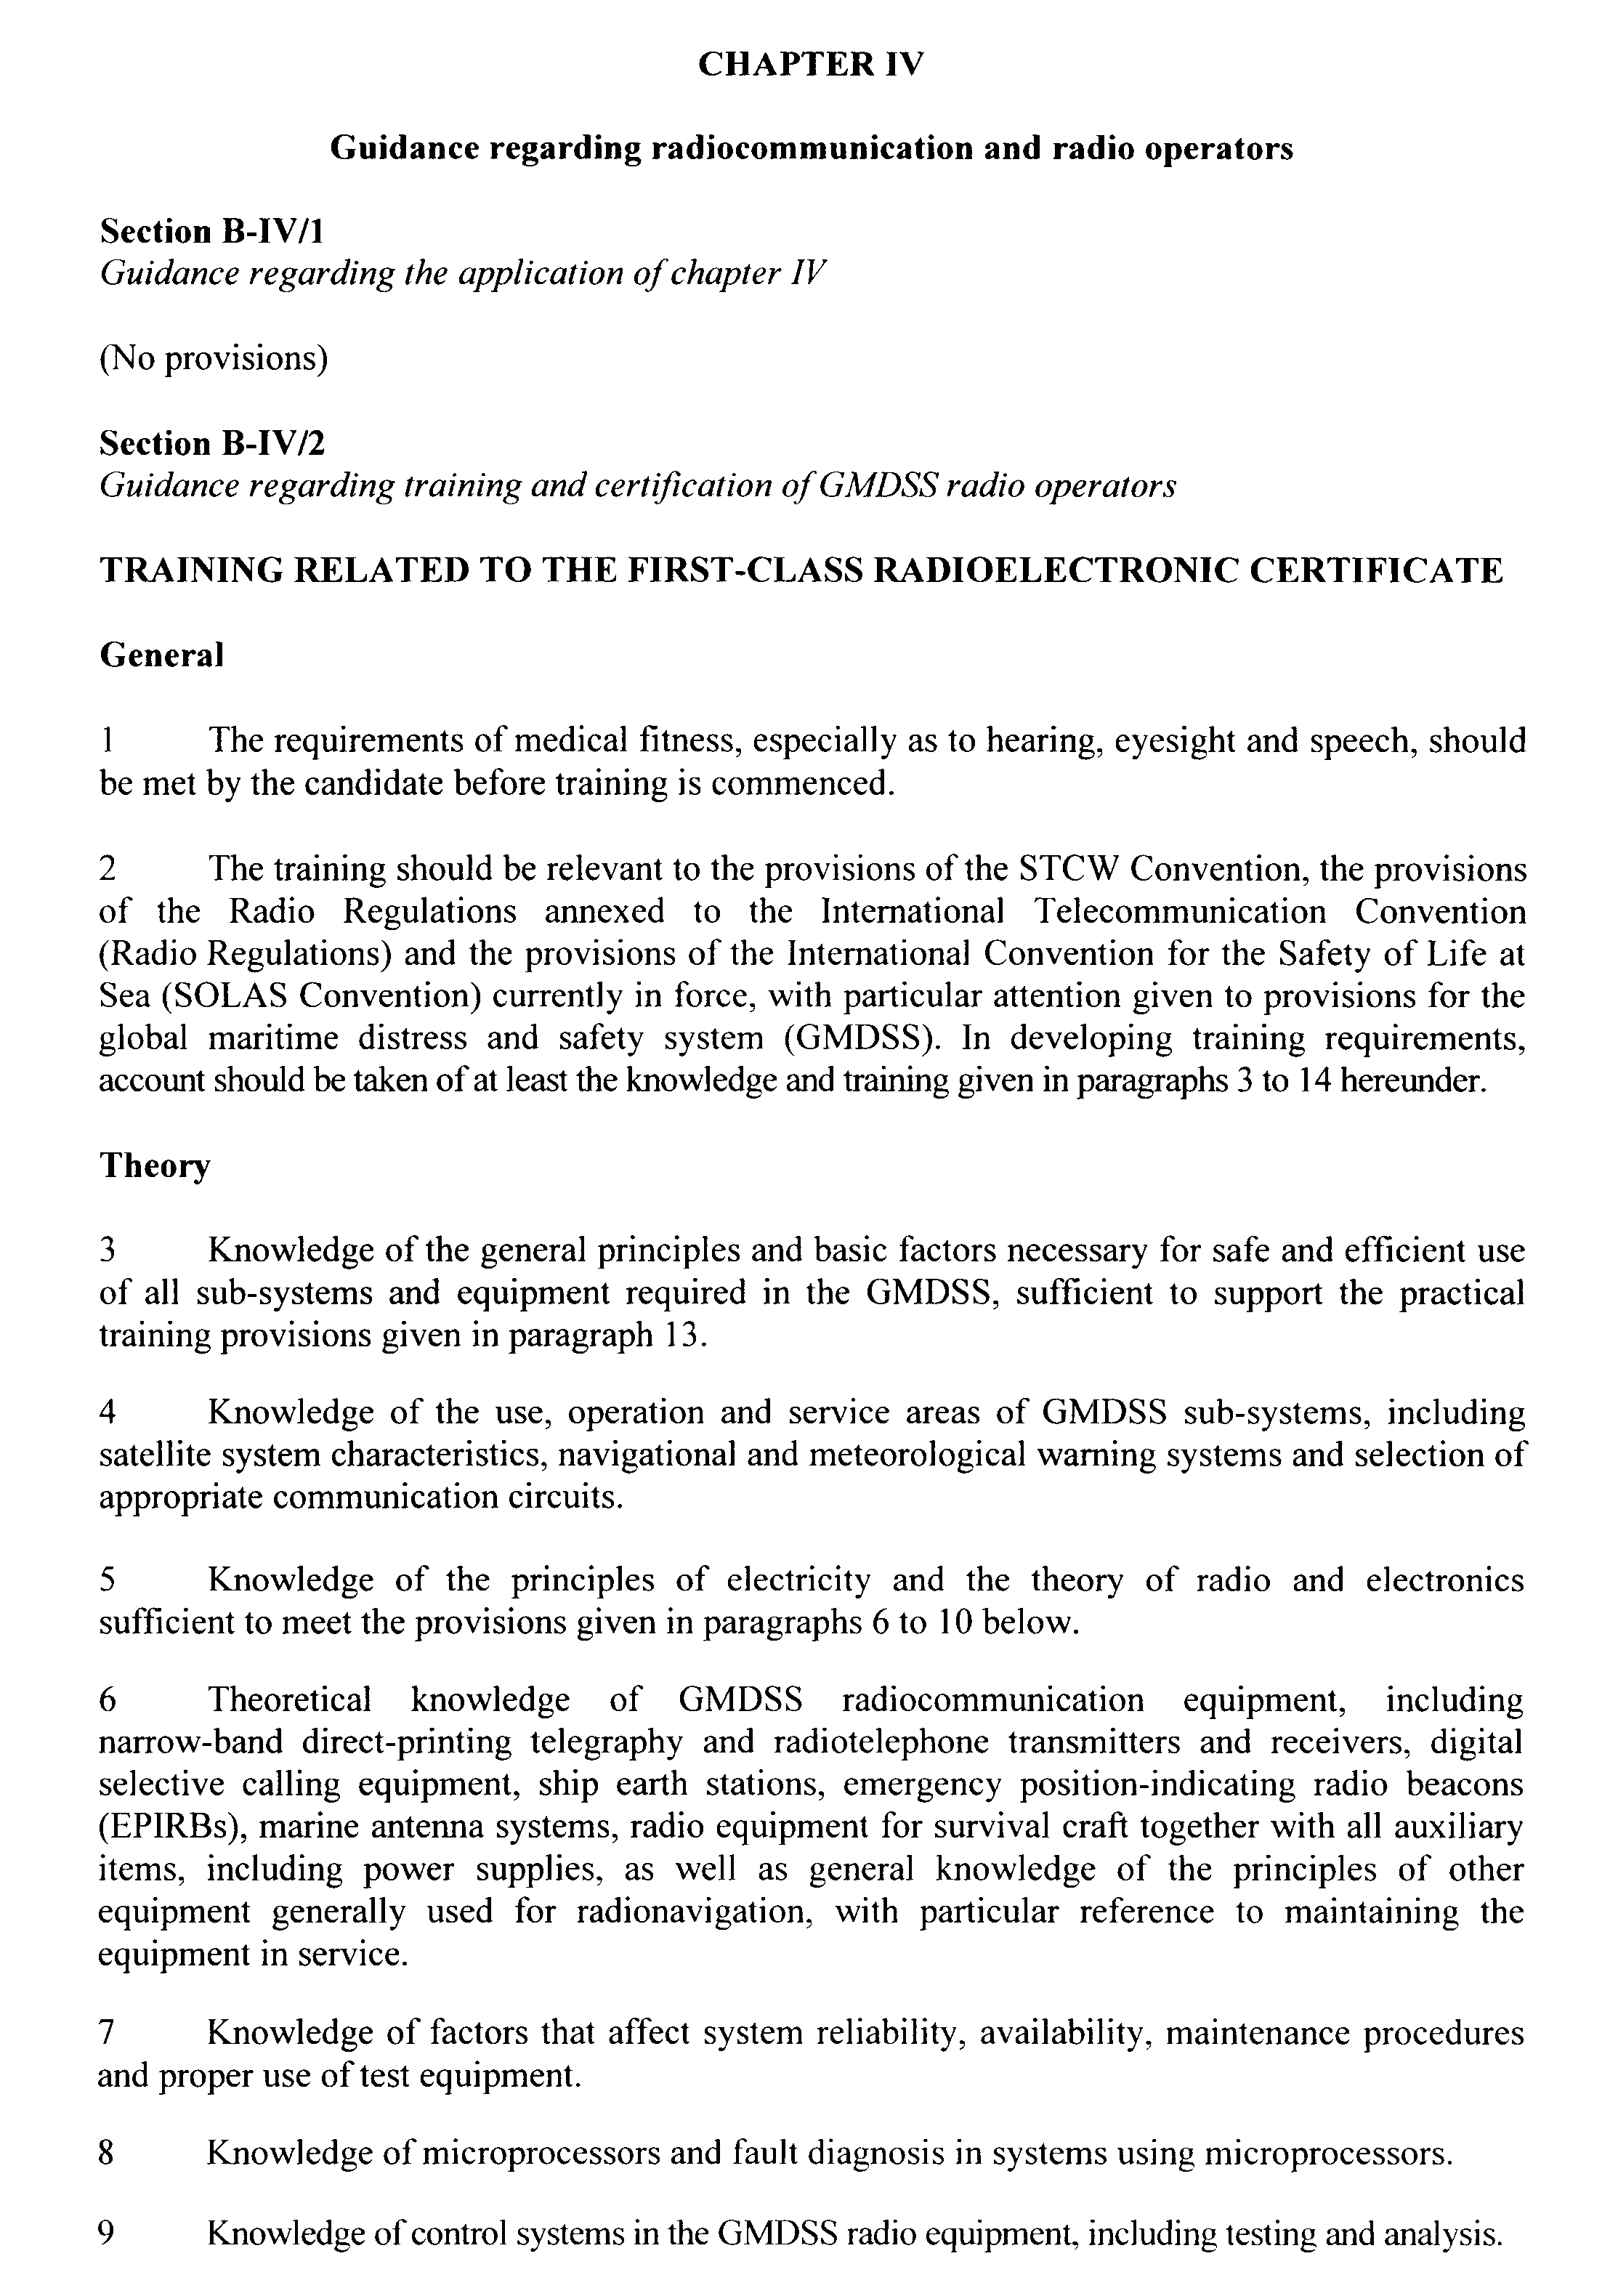 CHAPTER IV
Guidance regarding radiocommunication and radio operators
Section B-IV/1
Guidance regarding the application of chapter IV
(No provisions)
Section B-IV/2
Guidance regarding training and certification of GMDSS radio operators
TRAINING RELATED TO THE FIRST-CLASS RADIOELECTRONIC CERTIFICATE
General
1 The requirements of medical fitness, especially as to hearing, eyesight and speech, should
be met by the candidate before training is commenced.
2 The training should be relevant to the provisions of the STCW Convention, the provisions
of the Radio Regulations annexed to the International Telecommunication Convention
(Radio Regulations) and the provisions of the International Convention for the Safety of Life at
Sea (SOLAS Convention) currently in force, with particular attention given to provisions for the
global maritime distress and safety system (GMDSS). In developing training requirements,
account should be taken of at least the knowledge and training given in paragraphs 3 to 14 hereunder.
Theory
3 Knowledge of the general principles and basic factors necessary for safe and efficient use
of all sub-systems and equipment required in the GMDSS, sufficient to support the practical
training provisions given in paragraph 13.
4 Knowledge of the use, operation and service areas of GMDSS sub-systems, including
satellite system characteristics, navigational and meteorological warning systems and selection of
appropriate communication circuits.
5 Knowledge of the principles of electricity and the theory of radio and electronics
sufficient to meet the provisions given in paragraphs 6 to 10 below.
6 Theoretical knowledge of GMDSS radiocommunication equipment, including
narrow-band direct-printing telegraphy and radiotelephone transmitters and receivers, digital
selective calling equipment, ship earth stations, emergency position-indicating radio beacons
(EPIRBs), marine antenna systems, radio equipment for survival craft together with all auxiliary
items, including power supplies, as well as general knowledge of the principles of other
equipment generally used for radionavigation, with particular reference to maintaining the
equipment in service.
7 Knowledge of factors that affect system reliability, availability, maintenance procedures
and proper use of test equipment.
8 Knowledge of microprocessors and fault diagnosis in systems using microprocessors.
9 Knowledge of control systems in the GMDSS radio equipment, including testing and analysis.